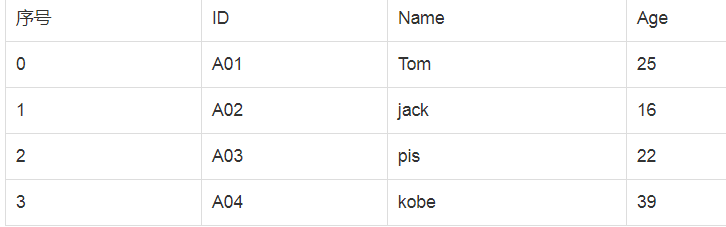 序号 ID Name Age
0 A01 Tom 25
1 A02 jack 16
2 A03 pis 22
3 A04 kobe 39